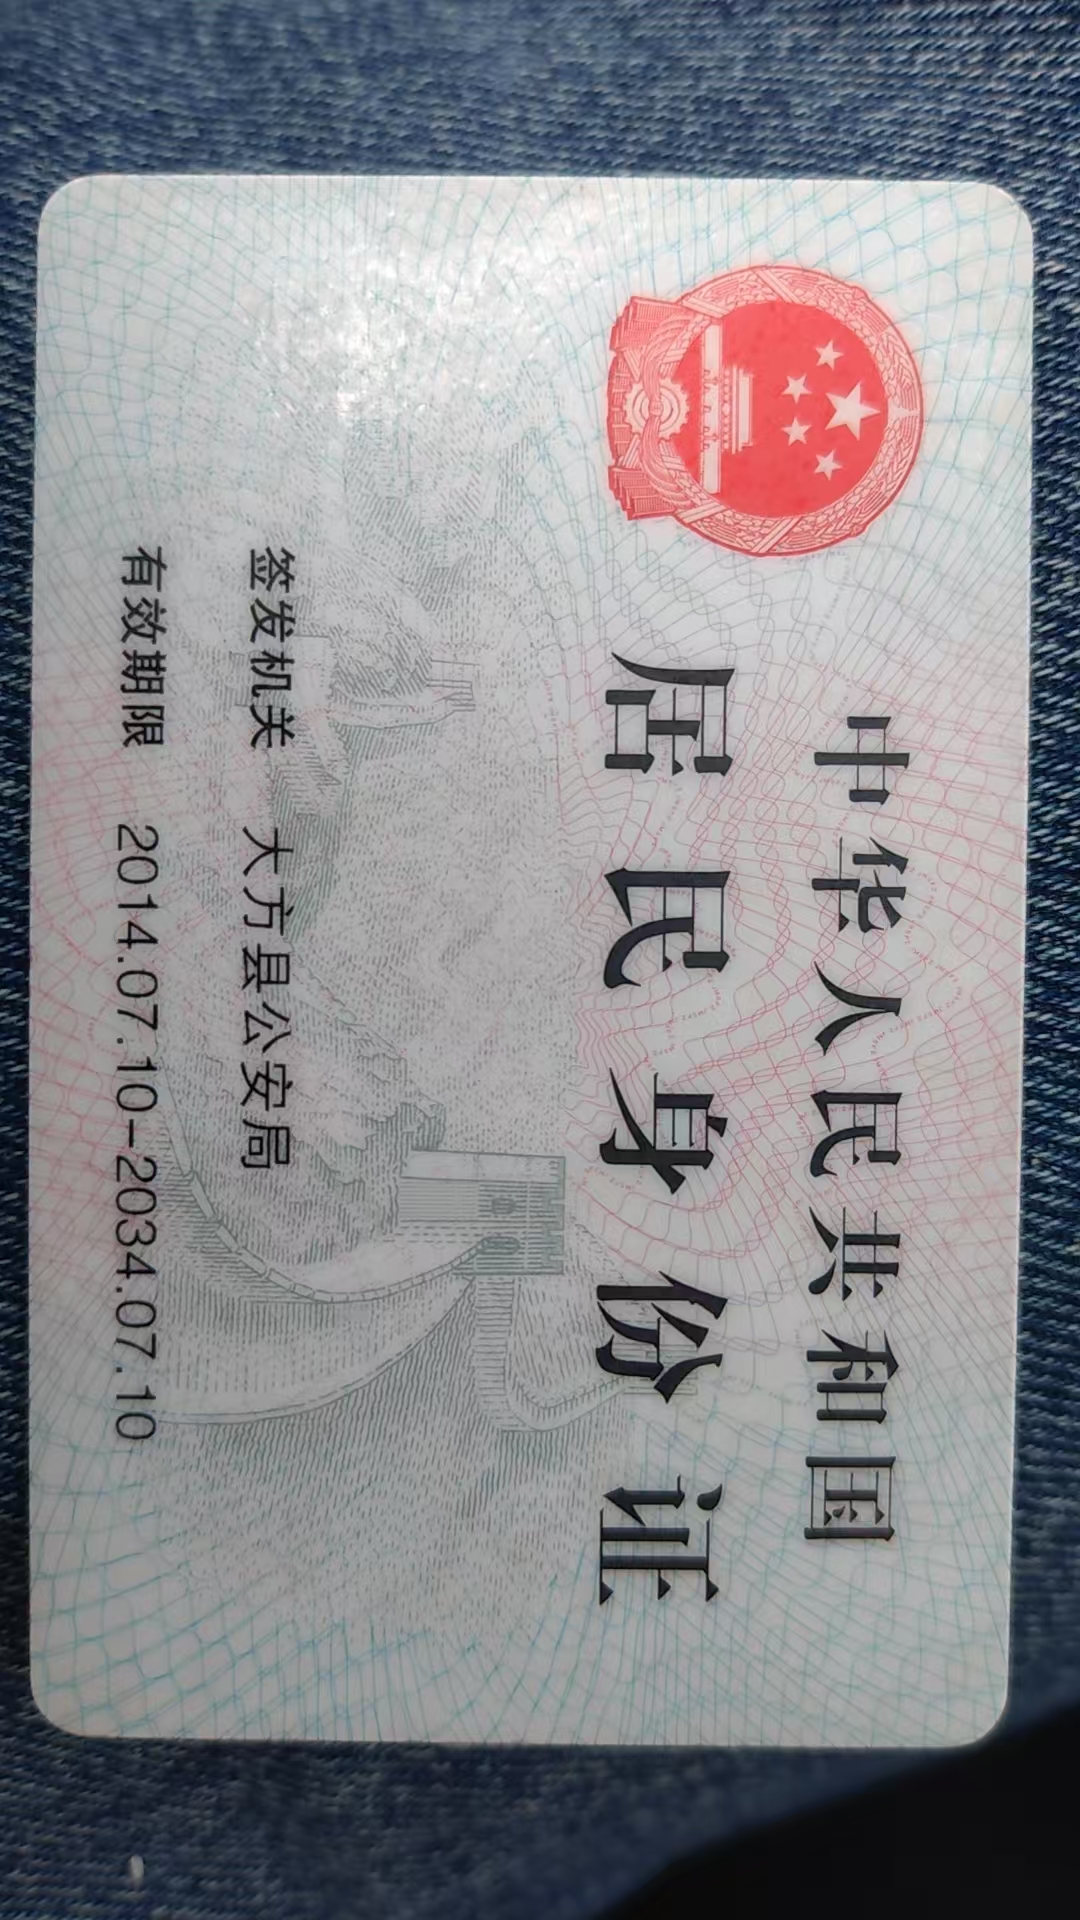 中华人民共和国
居民身份证
签发机关 大方县公安局
有效期限 2014.07.10-2034.07.10